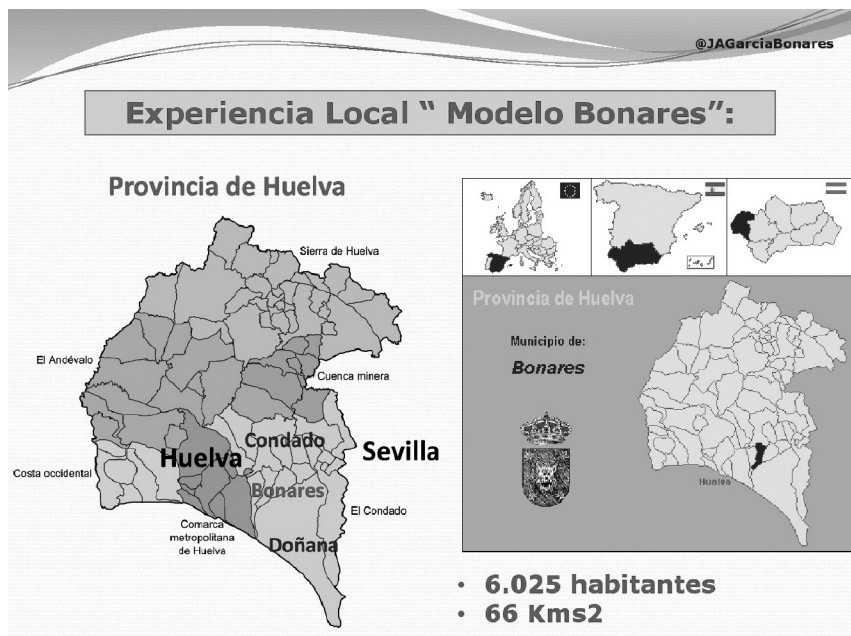 @JAGarciaBonares
Experiencia Local “ Modelo Bonares”:
Provincia de Huelva
Sierra de Huelva
El Andévalo
Cuenca minera
Condado
Huelva
Sevilla
Costa occidental
Bonares
El Condado
Comarca
metropolitana
de Huelva
Doñana
Provincia de Huelva
Municipio de:
Bonares
Huelva
• 6.025 habitantes
• 66 Kms2